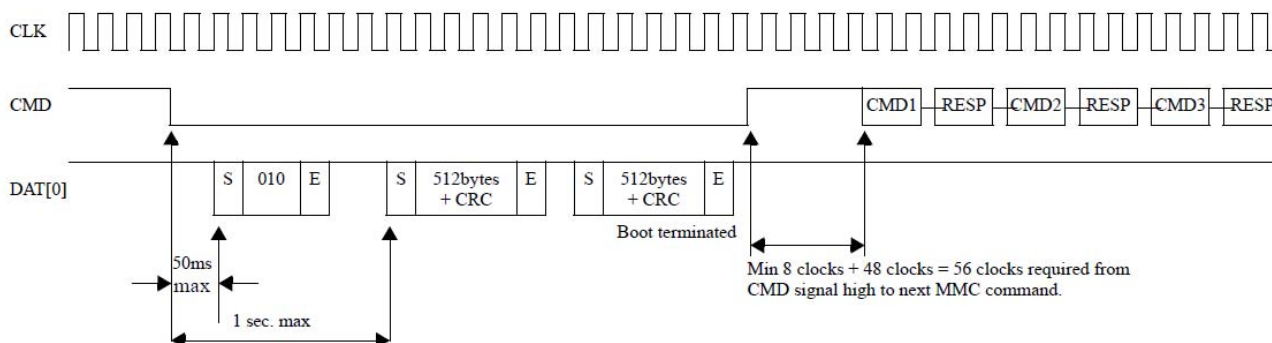 CLK
CMD
CMD1 RESP CMD2 RESP CMD3 RESP
DAT[0]
S 010 E S 512bytes + CRC E S 512bytes + CRC E
Boot terminated
50ms
max
Min 8 clocks + 48 clocks = 56 clocks required from
CMD signal high to next MMC command.
1 sec. max